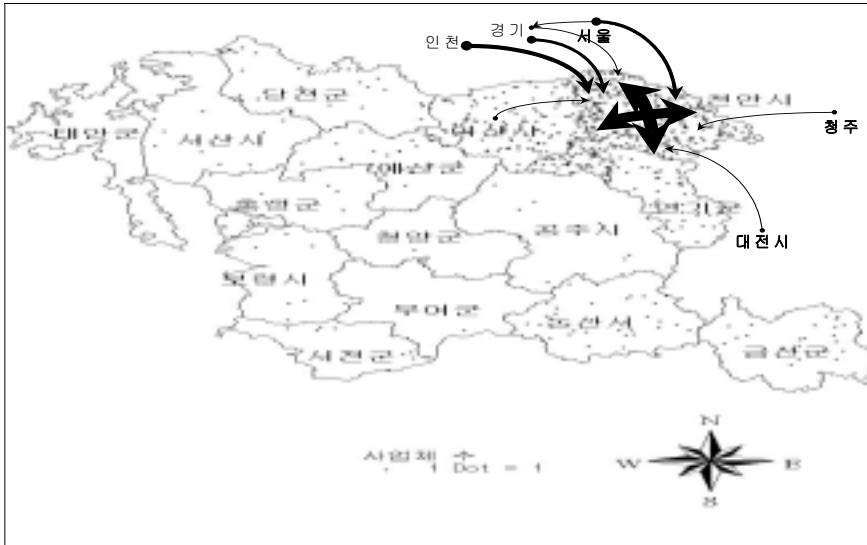 서울
경기
인천
당진군
천안시
청주
태안군
서산시
아산시
예산군
홍성군
연기군
공주시
청양군
대전시
보령시
부여군
논산시
서천군
금산군
N
사업체 수
1 Dot = 1
W E
S